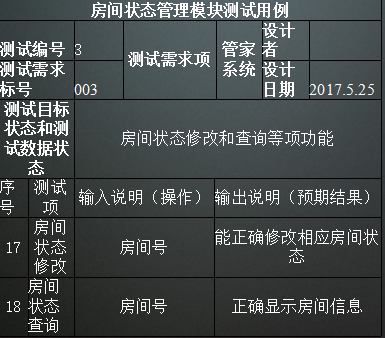 房间状态管理模块测试用例
测试编号 3 测试需求项 管家系统 设计者
测试需求标号 003 设计日期 2017.5.25
测试目标状态和测试数据状态 房间状态修改和查询等项功能
序号 测试项 输入说明（操作） 输出说明（预期结果）
17 房间状态修改 房间号 能正确修改相应房间状态
18 房间状态查询 房间号 正确显示房间信息